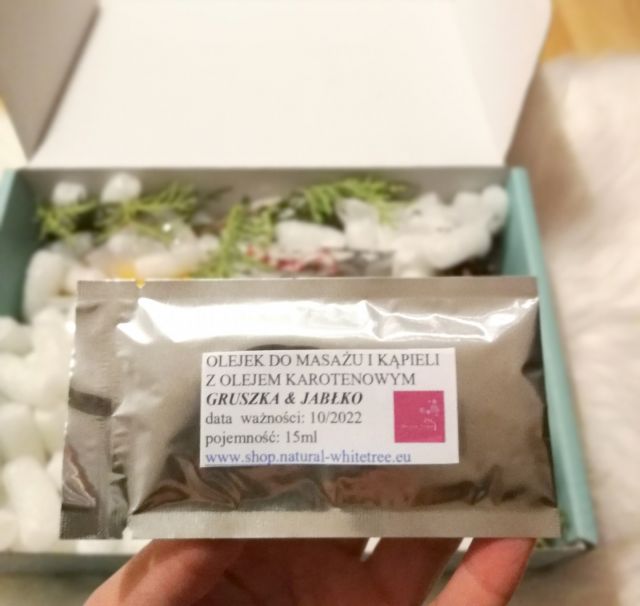 OLEJEK DO MASAŻU I KĄPIELI
Z OLEJEM KAROTENOWYM
GRUSZKA & JABŁKO
data ważności: 10/2022
pojemność: 15ml
www.shop.natural-whitetree.eu